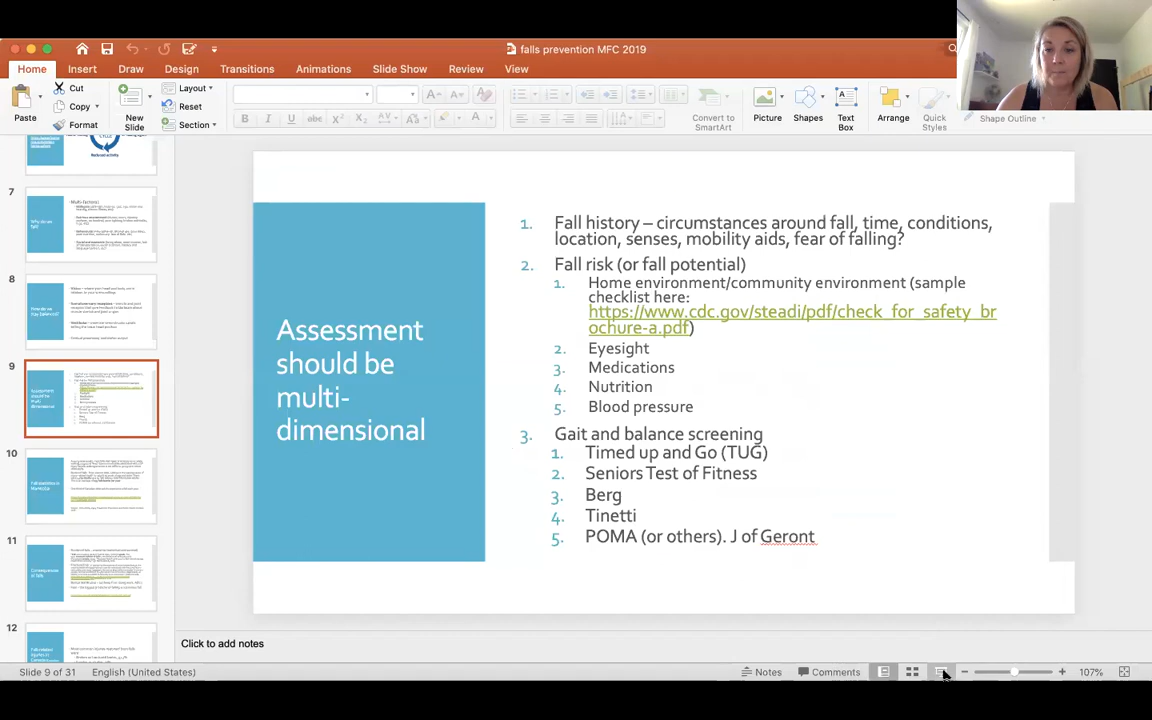 falls prevention MFC 2019
Home Insert Draw Design Transitions Animations Slide Show Review View
Paste
Cut
Copy
Format
New
Slide
Layout
Reset
Section
Convert to
SmartArt
Picture
Shapes
Text
Box
Arrange
Quick
Styles
Shape Outline
7
8
9
10
11
12
Assessment
should be
multi-
dimensional
1. Fall history – circumstances around fall, time, conditions,
location, senses, mobility aids, fear of falling?
2. Fall risk (or fall potential)
1. Home environment/community environment (sample
checklist here:
https://www.cdc.gov/steadi/pdf/check_for_safety_br
ochure-a.pdf)
2. Eyesight
3. Medications
4. Nutrition
5. Blood pressure
3. Gait and balance screening
1. Timed up and Go (TUG)
2. Seniors Test of Fitness
3. Berg
4. Tinetti
5. POMA (or others). J of Geront
Click to add notes
Slide 9 of 31 English (United States) Notes Comments 107%